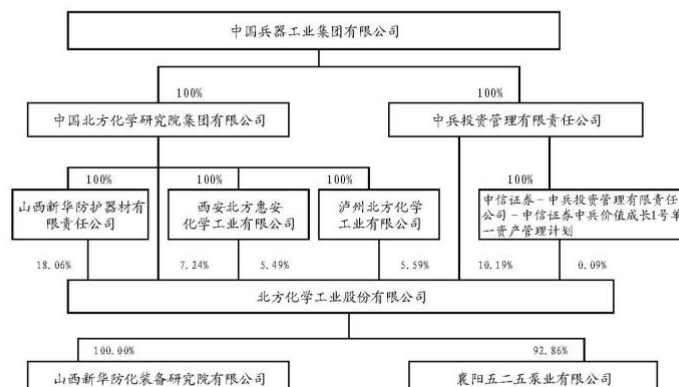 中国兵器工业集团有限公司
100%
100%
中国北方化学研究院集团有限公司
中兵投资管理有限责任公司
100%
100%
100%
100%
山西新华防护器材有
限责任公司
西安北方惠安
化学工业有限公司
泸州北方化学
工业有限公司
中信证券-中兵投资管理有限责任
公司-中信证券中兵价值成长1号单
一资产管理计划
18.06%
7.24%
5.49%
5.59%
10.19%
0.09%
北方化学工业股份有限公司
100.00%
92.86%
山西新华防化装备研究院有限公司
襄阳五二五泵业有限公司